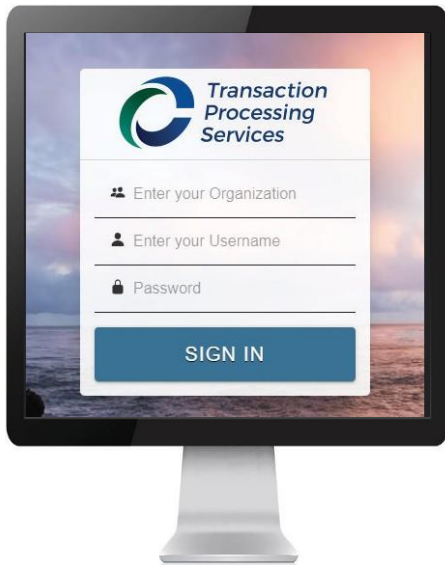 Transaction
Processing
Services
Enter your Organization
Enter your Username
Password
SIGN IN